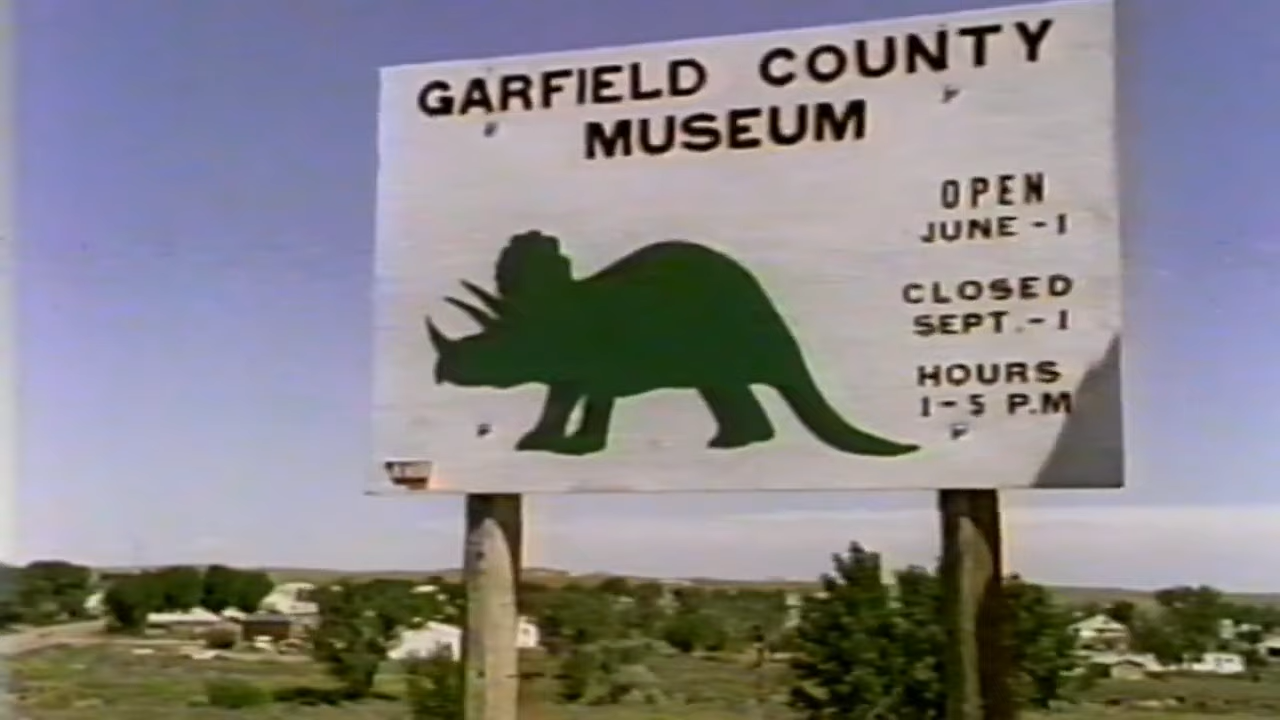 GARFIELD COUNTY
MUSEUM
OPEN
JUNE - 1
CLOSED
SEPT. - 1
HOURS
1 - 5 P.M